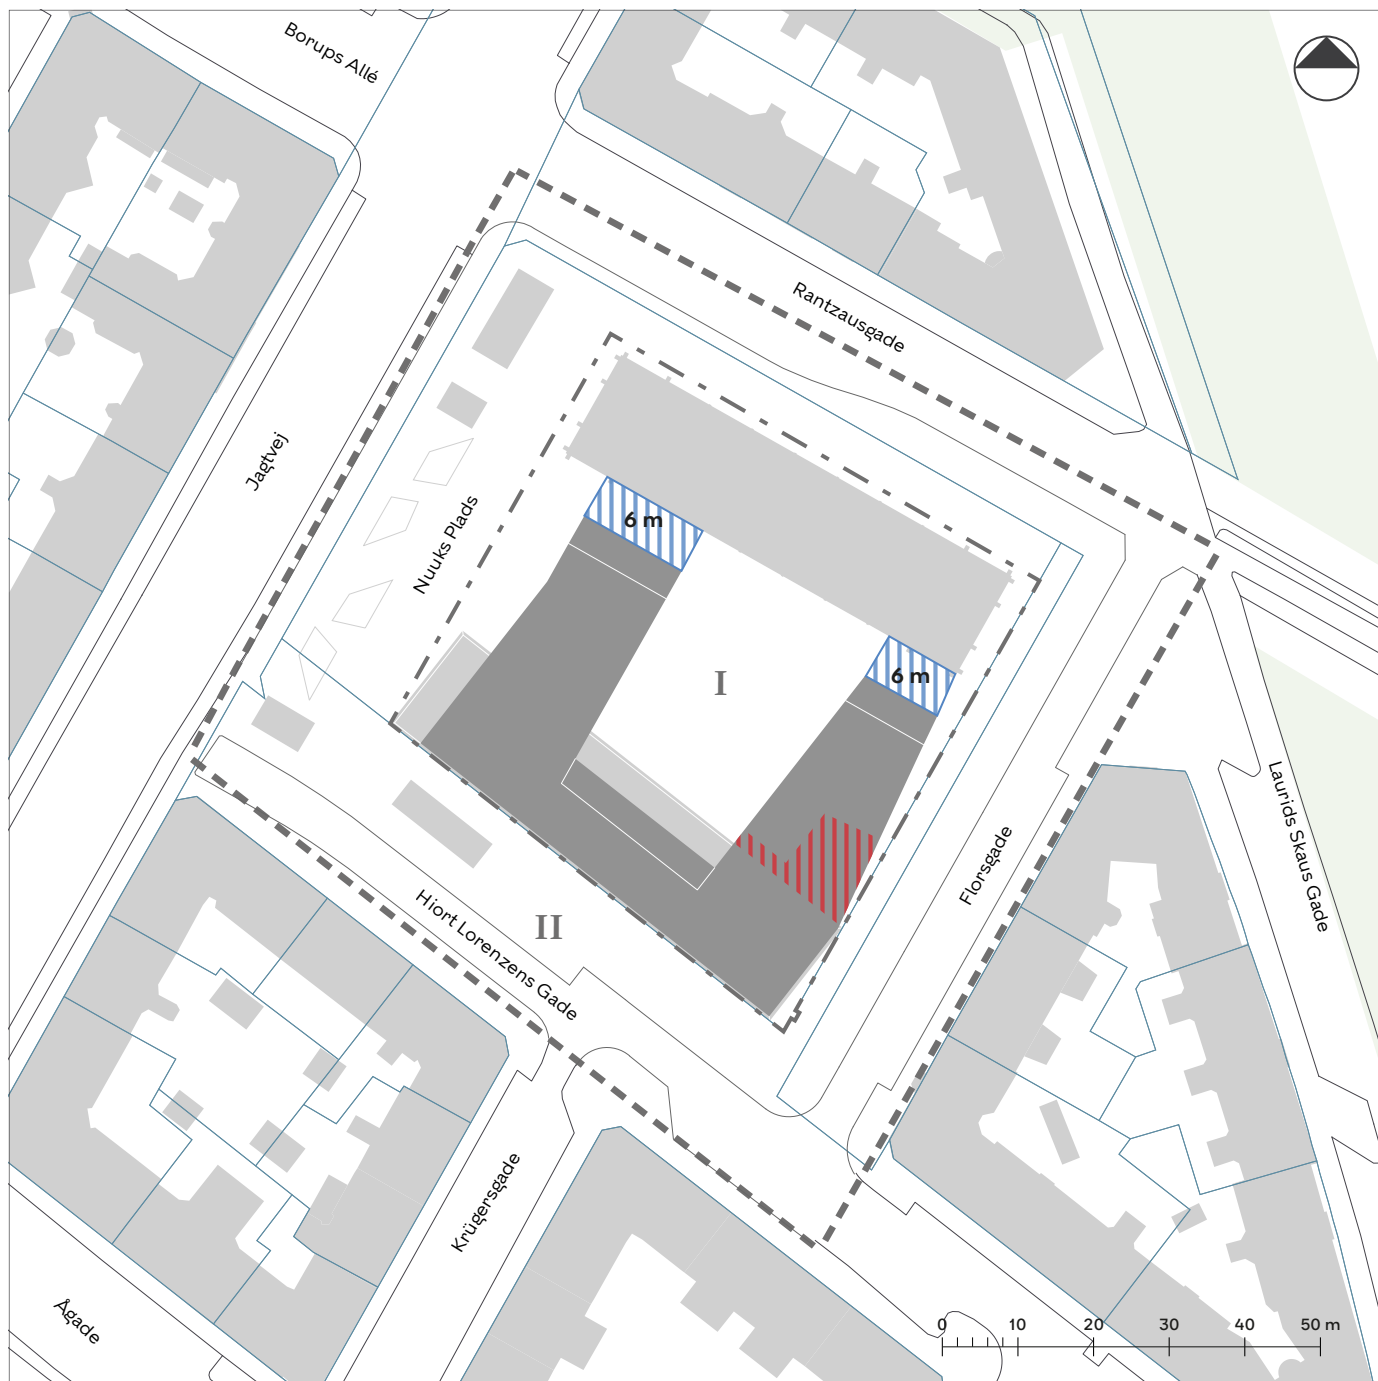 Borups Allé
Rantzausgade
Jagtvej
Nuuks Plads
6 m
6 m
I
II
Florsgade
Laurids Skaus Gade
Hiort Lorenzens Gade
Krügersgade
Ågade
0 10 20 30 40 50 m